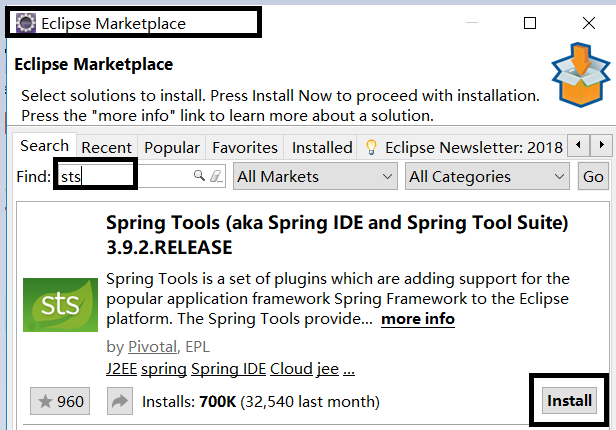 Eclipse Marketplace
Eclipse Marketplace
Select solutions to install. Press Install Now to proceed with installation.
Press the "more info" link to learn more about a solution.
Search Recent Popular Favorites Installed Eclipse Newsletter: 2018
Find: sts All Markets All Categories Go
Spring Tools (aka Spring IDE and Spring Tool Suite)
3.9.2.RELEASE
sts
Spring Tools is a set of plugins which are adding support for the
popular application framework Spring Framework to the Eclipse
platform. The Spring Tools provide... more info
by Pivotal, EPL
J2EE spring Spring IDE Cloud jee ...
960 Installs: 700K (32,540 last month) Install